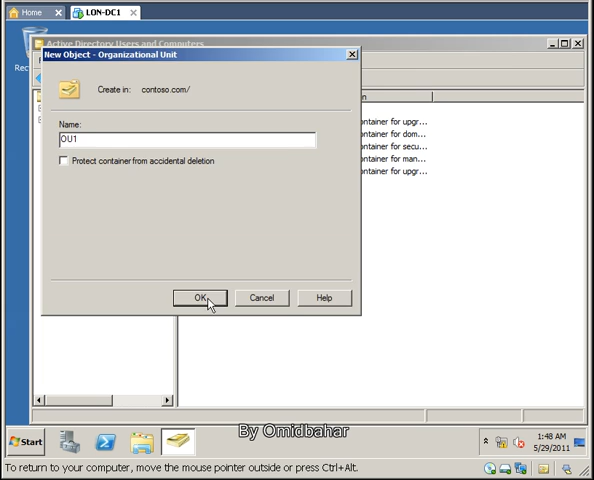 Home
LON-DC1
Active Directory Users and Computers
New Object - Organizational Unit
Create in: contoso.com/
Name:
OU1
Protect container from accidental deletion
OK
Cancel
Help
ontainer for upgr...
ontainer for dom...
ontainer for secu...
ontainer for man...
ontainer for upgr...
By Omidbahar
Start
1:48 AM
5/29/2011
To return to your computer, move the mouse pointer outside or press Ctrl+Alt.